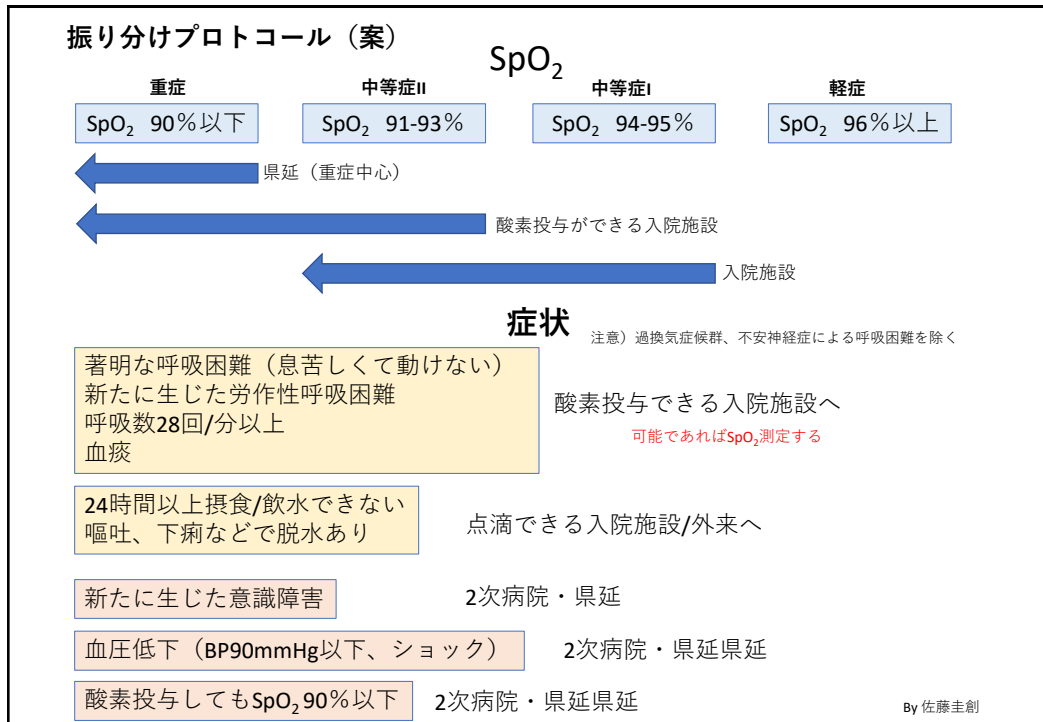 振り分けプロトコール（案）
SpO₂
重症 中等症II 中等症I 軽症
SpO₂ 90％以下 SpO₂ 91-93％ SpO₂ 94-95％ SpO₂ 96％以上
県延（重症中心）
酸素投与ができる入院施設
入院施設
症状
注意）過換気症候群、不安神経症による呼吸困難を除く
著明な呼吸困難（息苦しくて動けない）
新たに生じた労作性呼吸困難
呼吸数28回/分以上
血痰
酸素投与できる入院施設へ
可能であればSpO₂測定する
24時間以上摂食/飲水できない
嘔吐、下痢などで脱水あり
点滴できる入院施設/外来へ
新たに生じた意識障害 2次病院・県延
血圧低下（BP90mmHg以下、ショック） 2次病院・県延県延
酸素投与してもSpO₂ 90％以下 2次病院・県延県延
By 佐藤圭創